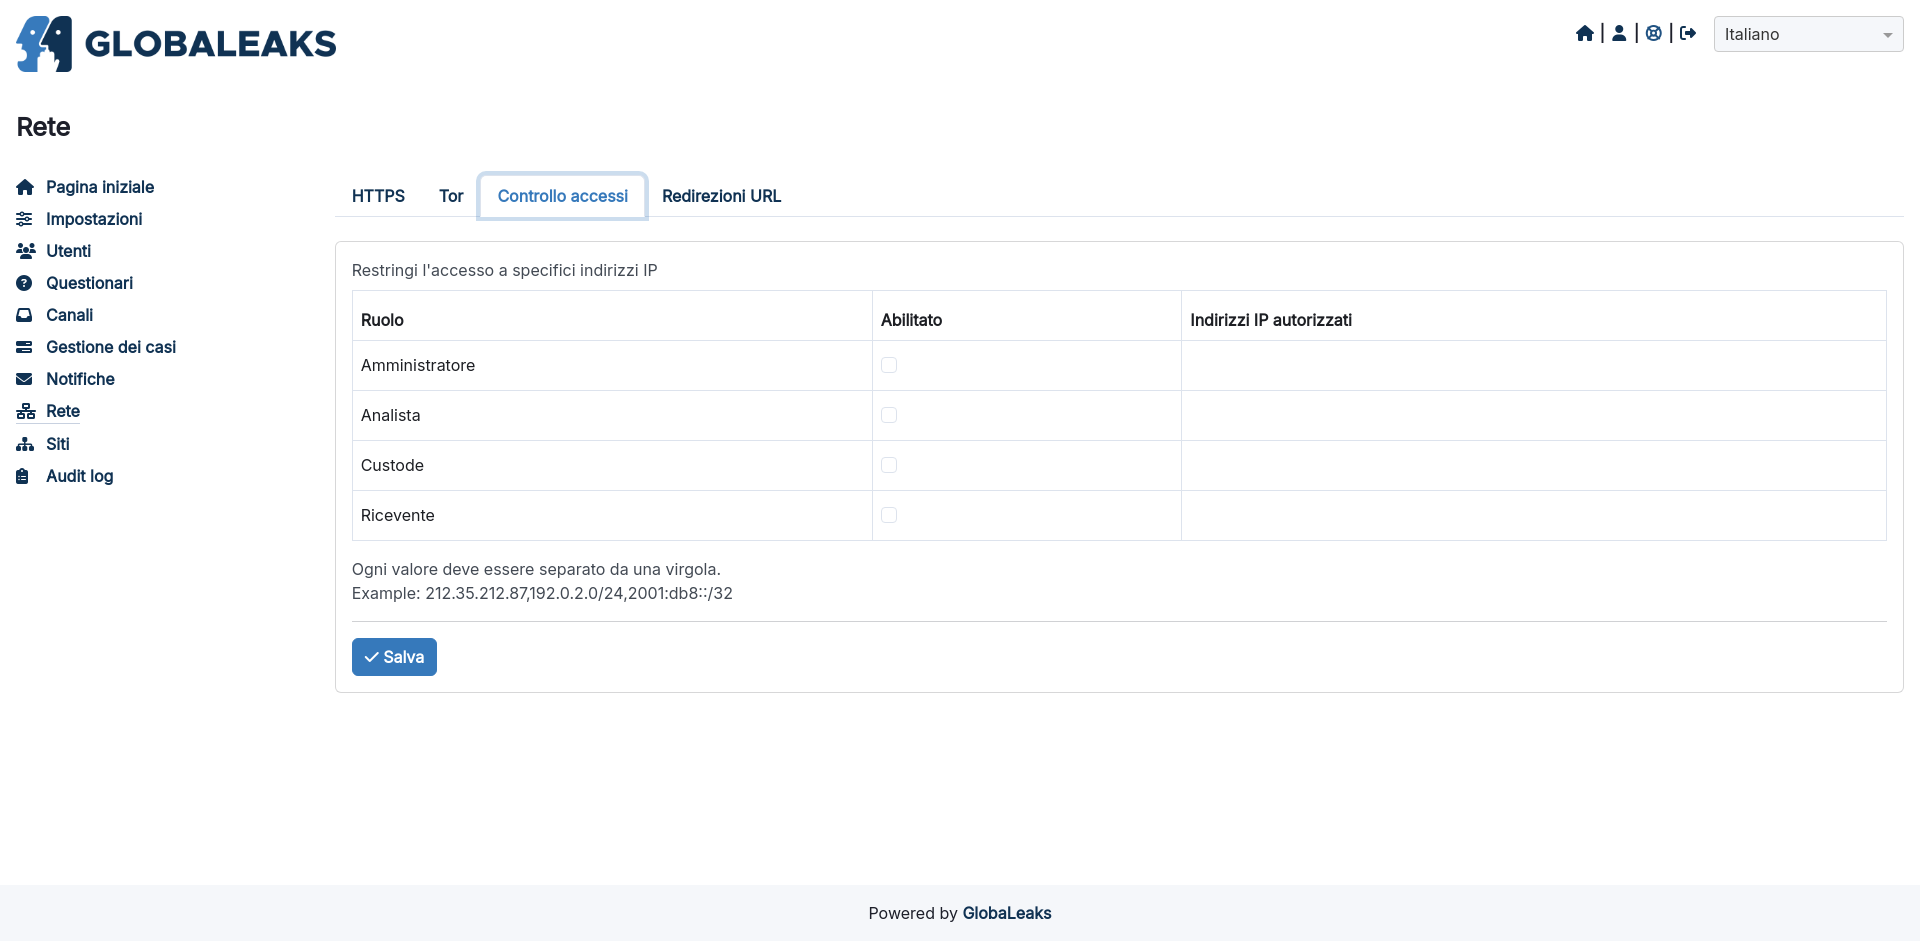 GLOBALEAKS
Italiano
Rete
Pagina iniziale
Impostazioni
Utenti
Questionari
Canali
Gestione dei casi
Notifiche
Rete
Siti
Audit log
HTTPS Tor Controllo accessi Redirezioni URL
Restringi l'accesso a specifici indirizzi IP
Ruolo Abilitato Indirizzi IP autorizzati
Amministratore
Analista
Custode
Ricevente
Ogni valore deve essere separato da una virgola.
Example: 212.35.212.87,192.0.2.0/24,2001:db8::/32
Salva
Powered by GlobaLeaks